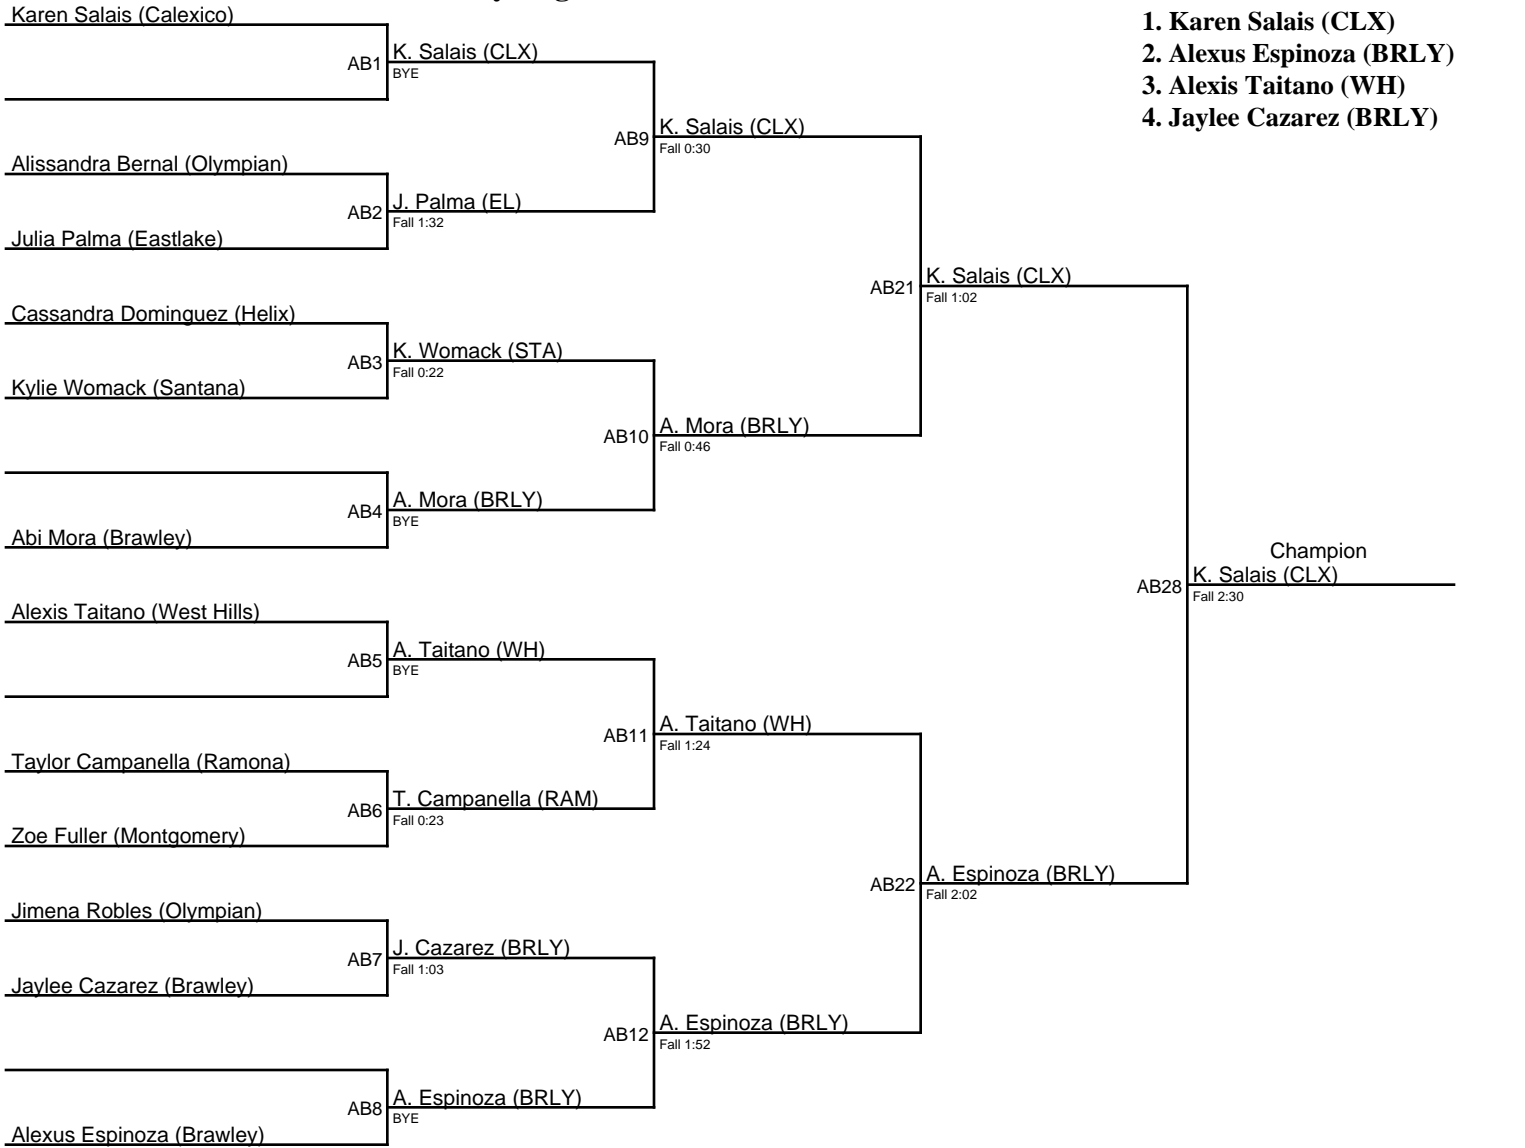 Karen Salais (Calexico)
AB1
K. Salais (CLX)
BYE
AB9
K. Salais (CLX)
Fall 0:30
Alissandra Bernal (Olympian)
AB2
J. Palma (EL)
Fall 1:32
Julia Palma (Eastlake)
AB21
K. Salais (CLX)
Fall 1:02
Cassandra Dominguez (Helix)
AB3
K. Womack (STA)
Fall 0:22
Kylie Womack (Santana)
AB10
A. Mora (BRLY)
Fall 0:46
AB4
A. Mora (BRLY)
BYE
Abi Mora (Brawley)
Champion
AB28
K. Salais (CLX)
Fall 2:30
Alexis Taitano (West Hills)
AB5
A. Taitano (WH)
BYE
AB11
A. Taitano (WH)
Fall 1:24
Taylor Campanella (Ramona)
AB6
T. Campanella (RAM)
Fall 0:23
Zoe Fuller (Montgomery)
AB22
A. Espinoza (BRLY)
Fall 2:02
Jimena Robles (Olympian)
AB7
J. Cazarez (BRLY)
Fall 1:03
Jaylee Cazarez (Brawley)
AB12
A. Espinoza (BRLY)
Fall 1:52
AB8
A. Espinoza (BRLY)
BYE
Alexus Espinoza (Brawley)
1. Karen Salais (CLX)
2. Alexus Espinoza (BRLY)
3. Alexis Taitano (WH)
4. Jaylee Cazarez (BRLY)